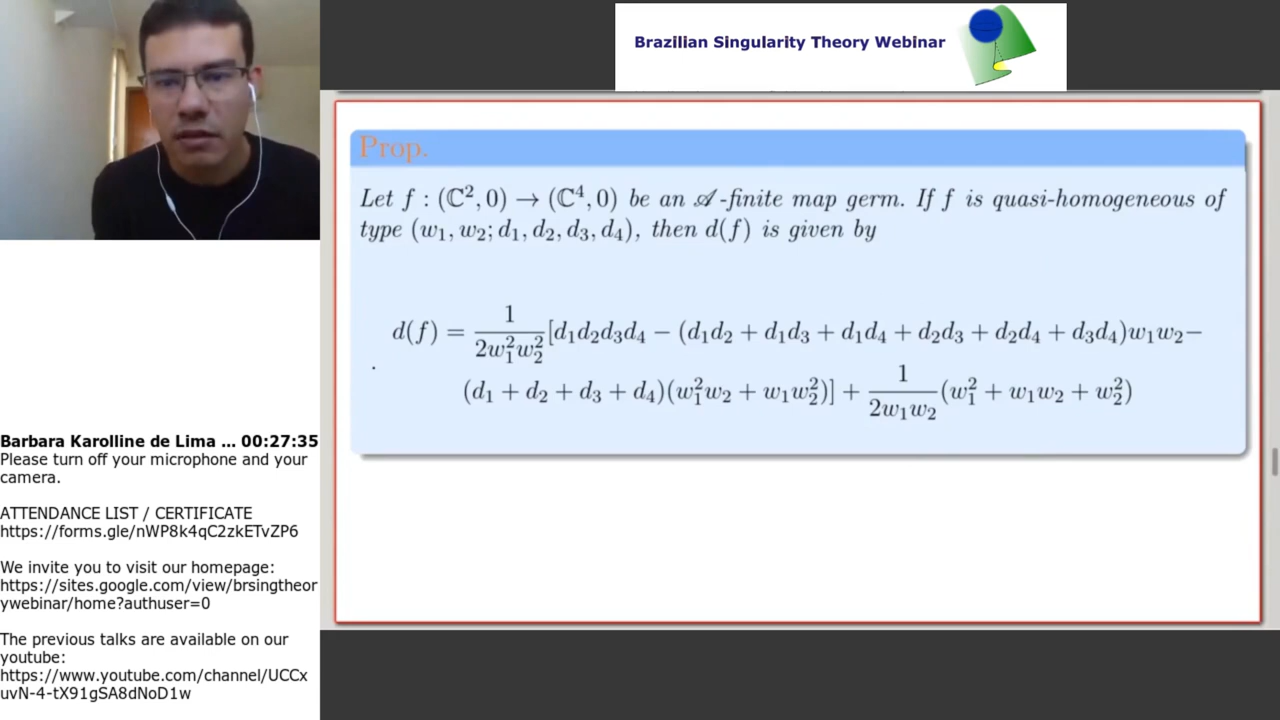 Brazilian Singularity Theory Webinar
Prop.
Let f : (ℂ², 0) → (ℂ⁴, 0) be an 𝒜-finite map germ. If f is quasi-homogeneous of
type (w₁, w₂; d₁, d₂, d₃, d₄), then d(f) is given by
d(f) = 1/(2w₁²w₂²) [d₁d₂d₃d₄ − (d₁d₂ + d₁d₃ + d₁d₄ + d₂d₃ + d₂d₄ + d₃d₄)w₁w₂−
(d₁ + d₂ + d₃ + d₄)(w₁²w₂ + w₁w₂²)] + 1/(2w₁w₂) (w₁² + w₁w₂ + w₂²)
Barbara Karolline de Lima ... 00:27:35
Please turn off your microphone and your
camera.
ATTENDANCE LIST / CERTIFICATE
https://forms.gle/nWP8k4qC2zkETvZP6
We invite you to visit our homepage:
https://sites.google.com/view/brsingtheor
ywebinar/home?authuser=0
The previous talks are available on our
youtube:
https://www.youtube.com/channel/UCCx
uvN-4-tX91gSA8dNoD1w